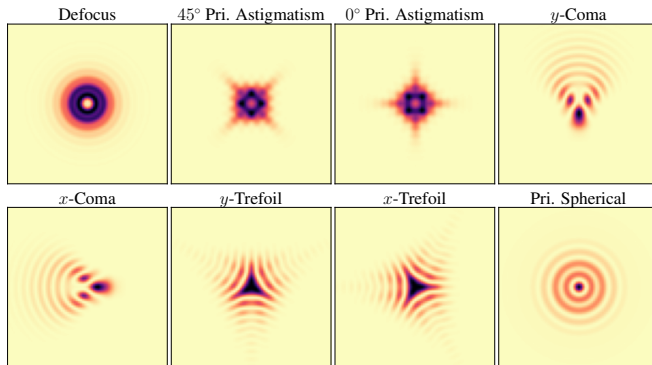 Defocus
45° Pri. Astigmatism
0° Pri. Astigmatism
y-Coma
x-Coma
y-Trefoil
x-Trefoil
Pri. Spherical